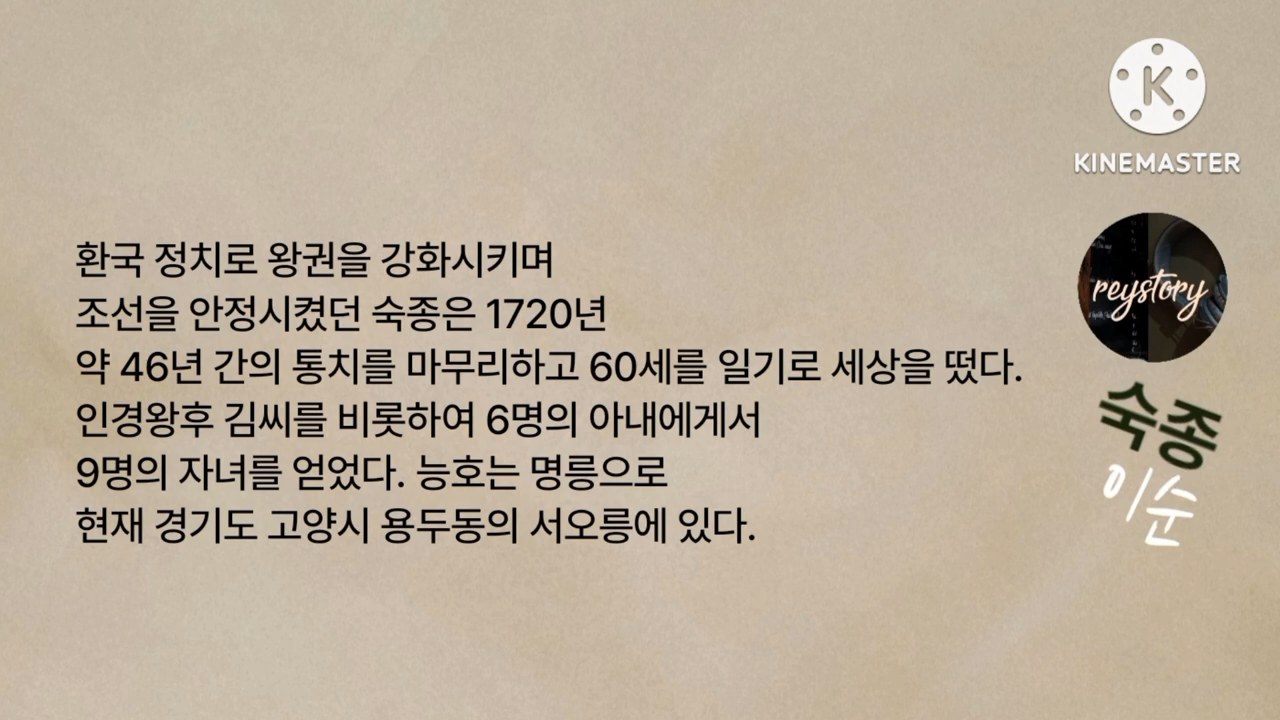 KINEMASTER
reystory
환국 정치로 왕권을 강화시키며
조선을 안정시켰던 숙종은 1720년
약 46년 간의 통치를 마무리하고 60세를 일기로 세상을 떴다.
인경왕후 김씨를 비롯하여 6명의 아내에게서
9명의 자녀를 얻었다. 능호는 명릉으로
현재 경기도 고양시 용두동의 서오릉에 있다.
숙종
이순